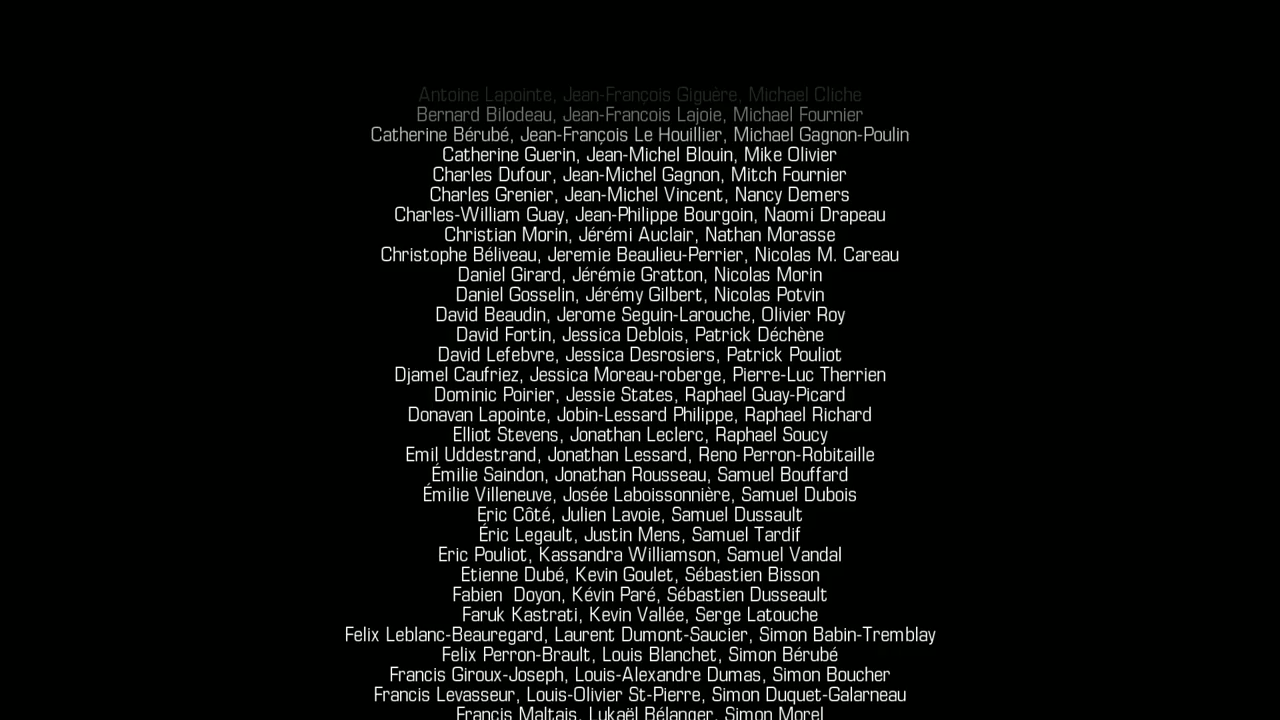 Antoine Lapointe, Jean-François Giguère, Michael Cliche
Bernard Bilodeau, Jean-Francois Lajoie, Michael Fournier
Catherine Bérubé, Jean-François Le Houillier, Michael Gagnon-Poulin
Catherine Guerin, Jean-Michel Blouin, Mike Olivier
Charles Dufour, Jean-Michel Gagnon, Mitch Fournier
Charles Grenier, Jean-Michel Vincent, Nancy Demers
Charles-William Guay, Jean-Philippe Bourgoin, Naomi Drapeau
Christian Morin, Jérémi Auclair, Nathan Morasse
Christophe Béliveau, Jeremie Beaulieu-Perrier, Nicolas M. Careau
Daniel Girard, Jérémie Gratton, Nicolas Morin
Daniel Gosselin, Jérémy Gilbert, Nicolas Potvin
David Beaudin, Jerome Seguin-Larouche, Olivier Roy
David Fortin, Jessica Deblois, Patrick Déchène
David Lefebvre, Jessica Desrosiers, Patrick Pouliot
Djamel Caufriez, Jessica Moreau-roberge, Pierre-Luc Therrien
Dominic Poirier, Jessie States, Raphael Guay-Picard
Donavan Lapointe, Jobin-Lessard Philippe, Raphael Richard
Elliot Stevens, Jonathan Leclerc, Raphael Soucy
Emil Uddestrand, Jonathan Lessard, Reno Perron-Robitaille
Émilie Saindon, Jonathan Rousseau, Samuel Bouffard
Émilie Villeneuve, Josée Laboissonnière, Samuel Dubois
Eric Côté, Julien Lavoie, Samuel Dussault
Éric Legault, Justin Mens, Samuel Tardif
Eric Pouliot, Kassandra Williamson, Samuel Vandal
Etienne Dubé, Kevin Goulet, Sébastien Bisson
Fabien  Doyon, Kévin Paré, Sébastien Dusseault
Faruk Kastrati, Kevin Vallée, Serge Latouche
Felix Leblanc-Beauregard, Laurent Dumont-Saucier, Simon Babin-Tremblay
Felix Perron-Brault, Louis Blanchet, Simon Bérubé
Francis Giroux-Joseph, Louis-Alexandre Dumas, Simon Boucher
Francis Levasseur, Louis-Olivier St-Pierre, Simon Duquet-Galarneau
Francis Maltais, Lukaël Bélanger, Simon Morel